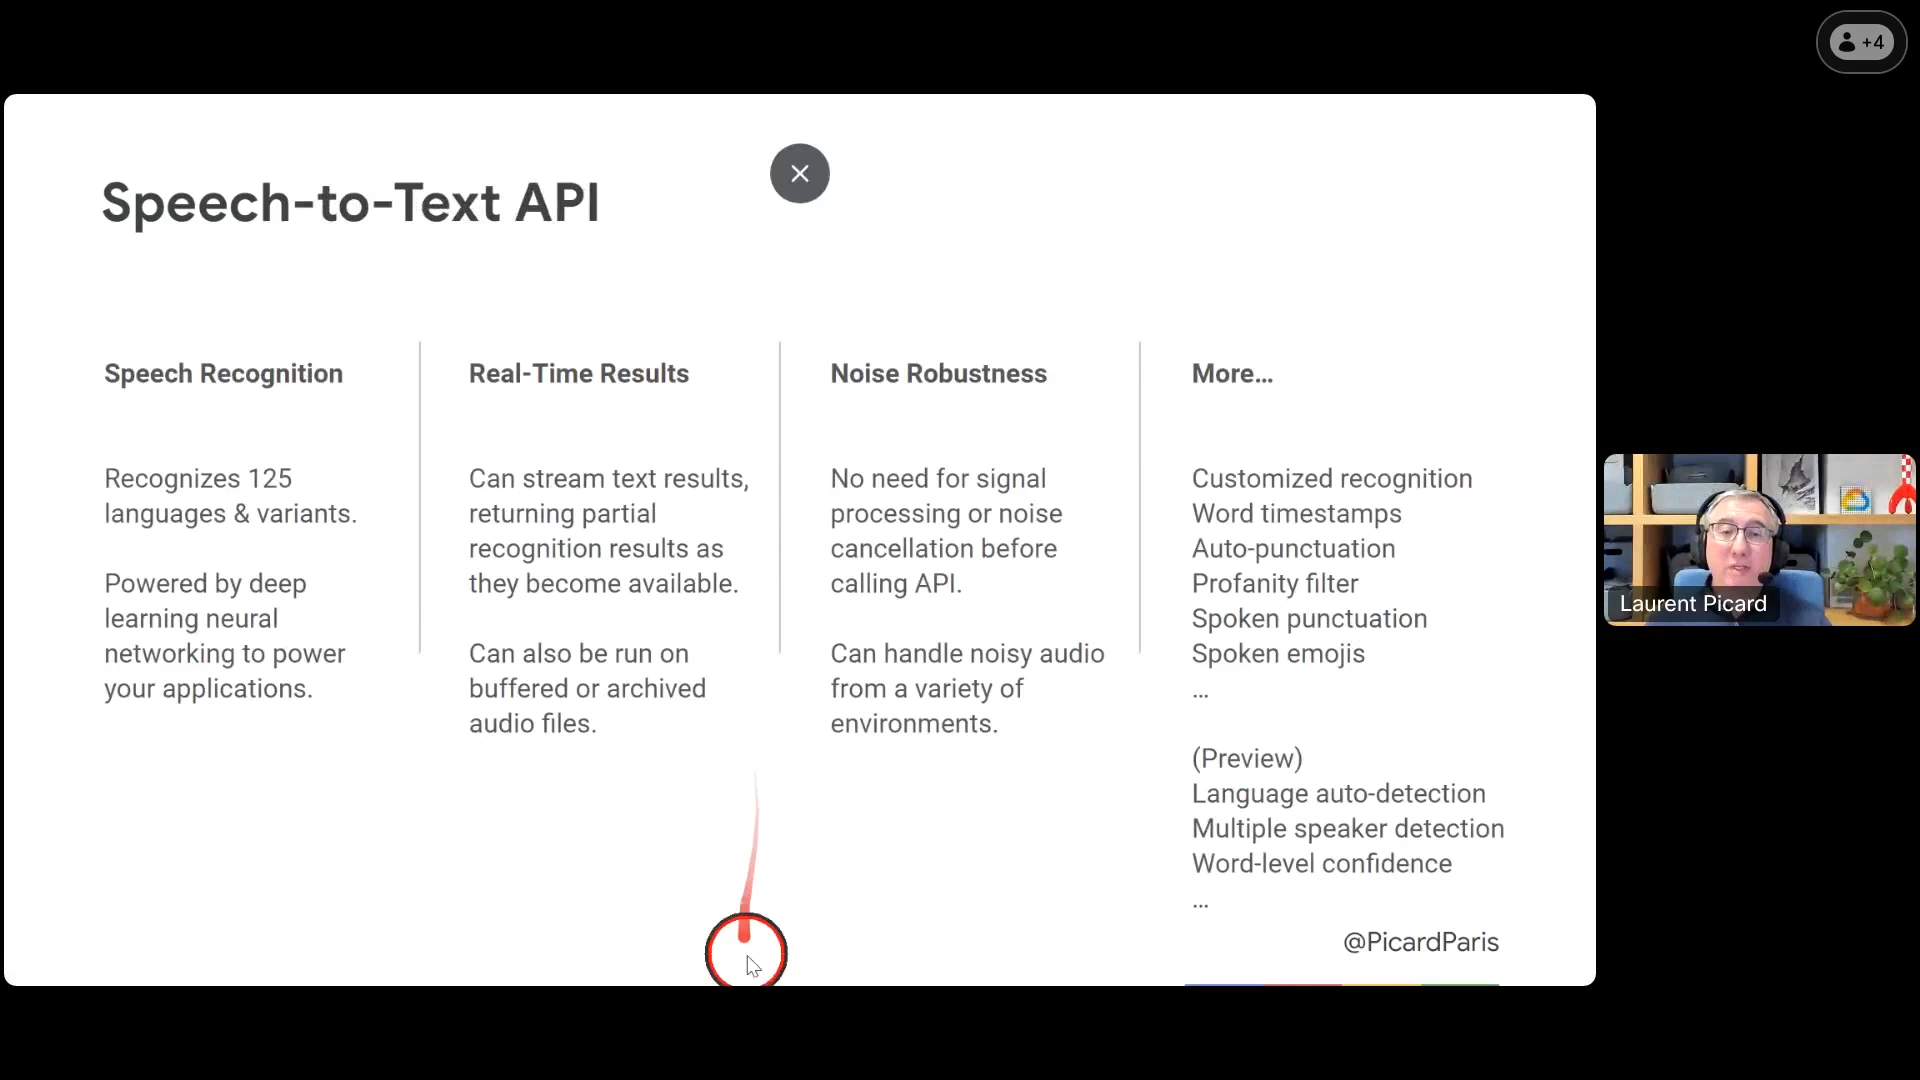 +4
Speech-to-Text API
Speech Recognition
Recognizes 125
languages & variants.
Powered by deep
learning neural
networking to power
your applications.
Real-Time Results
Can stream text results,
returning partial
recognition results as
they become available.
Can also be run on
buffered or archived
audio files.
Noise Robustness
No need for signal
processing or noise
cancellation before
calling API.
Can handle noisy audio
from a variety of
environments.
More…
Customized recognition
Word timestamps
Auto-punctuation
Profanity filter
Spoken punctuation
Spoken emojis
…
(Preview)
Language auto-detection
Multiple speaker detection
Word-level confidence
…
@PicardParis
Laurent Picard